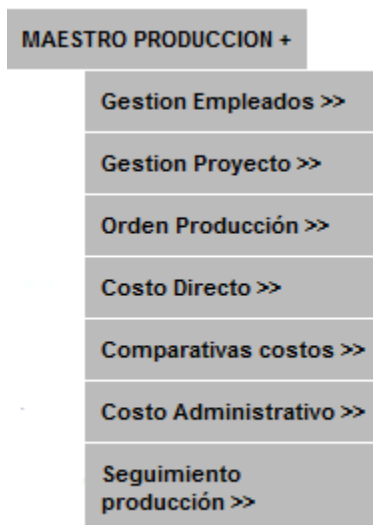 MAESTRO PRODUCCION +
Gestion Empleados >>
Gestion Proyecto >>
Orden Producción >>
Costo Directo >>
Comparativas costos >>
Costo Administrativo >>
Seguimiento
producción >>